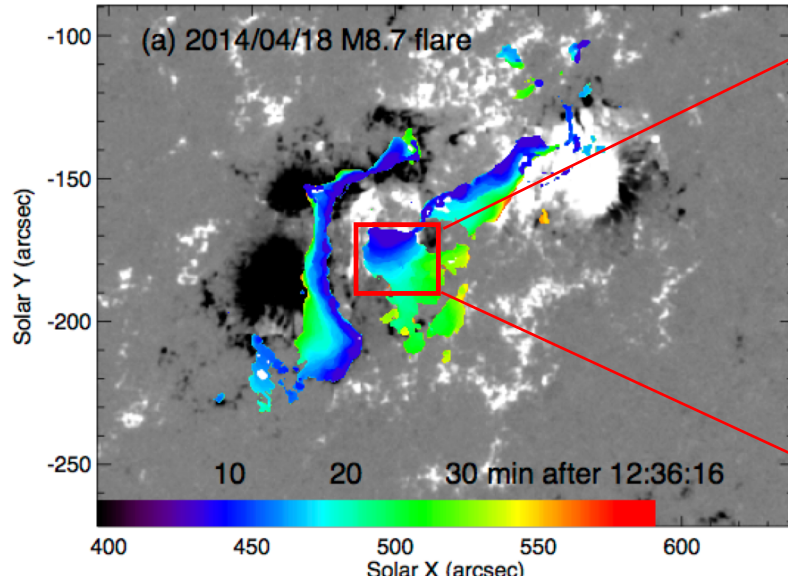 (a) 2014/04/18 M8.7 flare
-100
-150
-200
-250
Solar Y (arcsec)
10 20 30 min after 12:36:16
400 450 500 550 600
Solar X (arcsec)